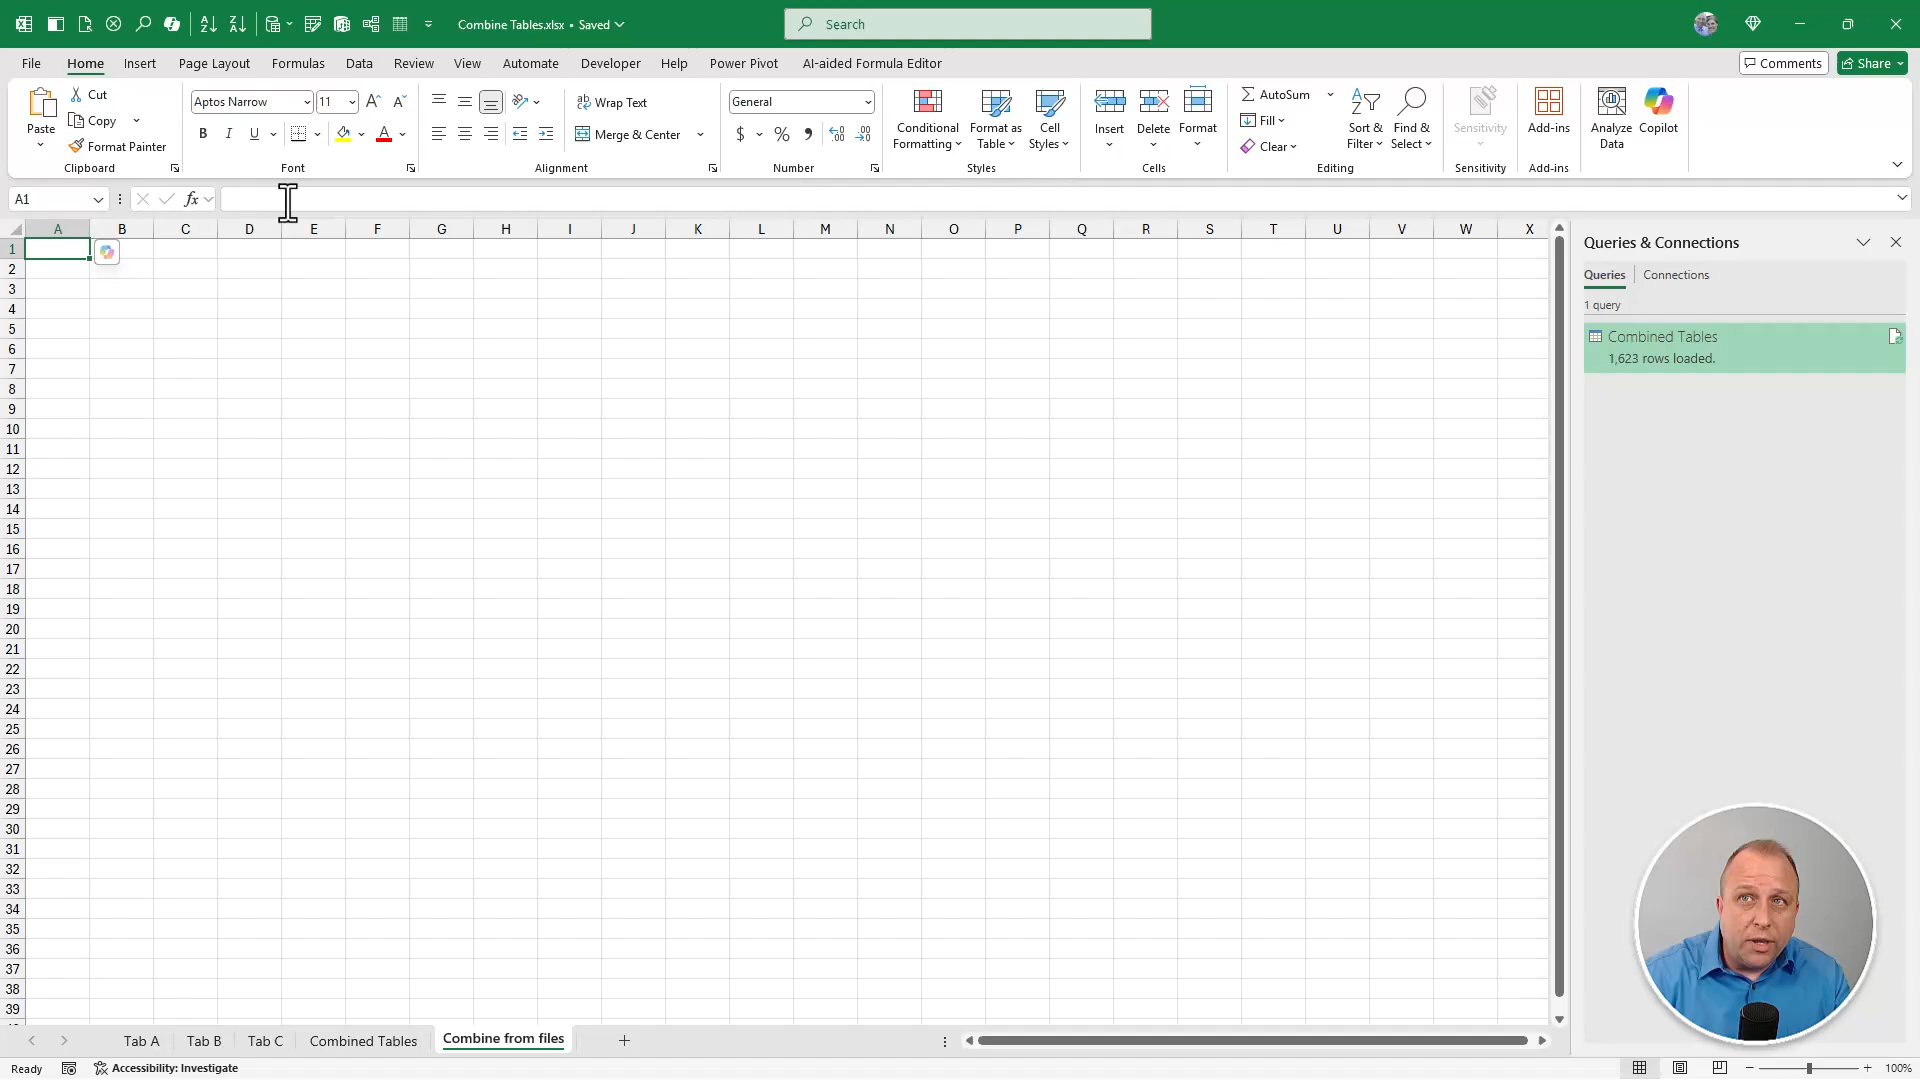 Combine Tables.xlsx • Saved
Search
File Home Insert Page Layout Formulas Data Review View Automate Developer Help Power Pivot AI-aided Formula Editor
Comments
Share
Paste
Cut
Copy
Format Painter
Clipboard
Aptos Narrow
11
B I U
Font
Wrap Text
Merge & Center
Alignment
General
$ % 9
Number
Conditional Formatting
Format as Table
Cell Styles
Styles
Insert
Delete
Format
Cells
AutoSum
Fill
Clear
Sort & Filter
Find & Select
Editing
Sensitivity
Sensitivity
Add-ins
Add-ins
Analyze Data
Copilot
A1
fx
A B C D E F G H I J K L M N O P Q R S T U V W X
1
2
3
4
5
6
7
8
9
10
11
12
13
14
15
16
17
18
19
20
21
22
23
24
25
26
27
28
29
30
31
32
33
34
35
36
37
38
39
Queries & Connections
Queries
Connections
1 query
Combined Tables
1,623 rows loaded.
Tab A Tab B Tab C Combined Tables Combine from files
Ready
Accessibility: Investigate
100%